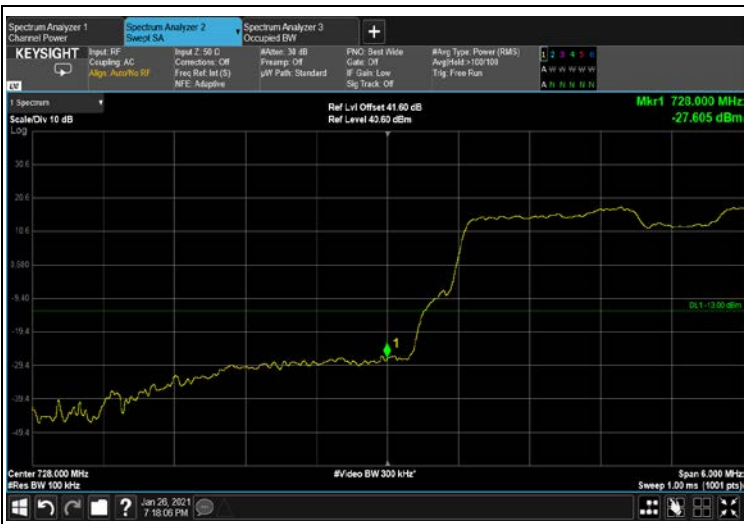 Spectrum Analyzer 1
Channel Power
Spectrum Analyzer 2
Swept SA
Spectrum Analyzer 3
Occupied BW
+
KEYSIGHT
Input: RF
Coupling: AC
Align: Auto/No RF
Input Z: 50 Ω
Corrections: Off
Freq Ref: Int (S)
NFE: Adaptive
#Atten: 30 dB
Preamp: Off
µW Path: Standard
PNO: Best Wide
Gate: Off
IF Gain: Low
Sig Track: Off
#Avg Type: Power (RMS)
Avg|Hold:>100/100
Trig: Free Run
1 2 3 4 5 6
A W W W W W
A N N N N N
LXI
1 Spectrum
Scale/Div 10 dB
Log
Ref Lvl Offset 41.60 dB
Ref Level 40.60 dBm
Mkr1 728.000 MHz
-27.605 dBm
30.6
20.6
10.6
-9.40
DL1 -13.00 dBm
-19.4
1
-29.4
-39.4
-49.4
Center 728.000 MHz
#Res BW 100 kHz
#Video BW 300 kHz*
Span 6.000 MHz
Sweep 1.00 ms (1001 pts)
?
Jan 26, 2021
7:18:06 PM